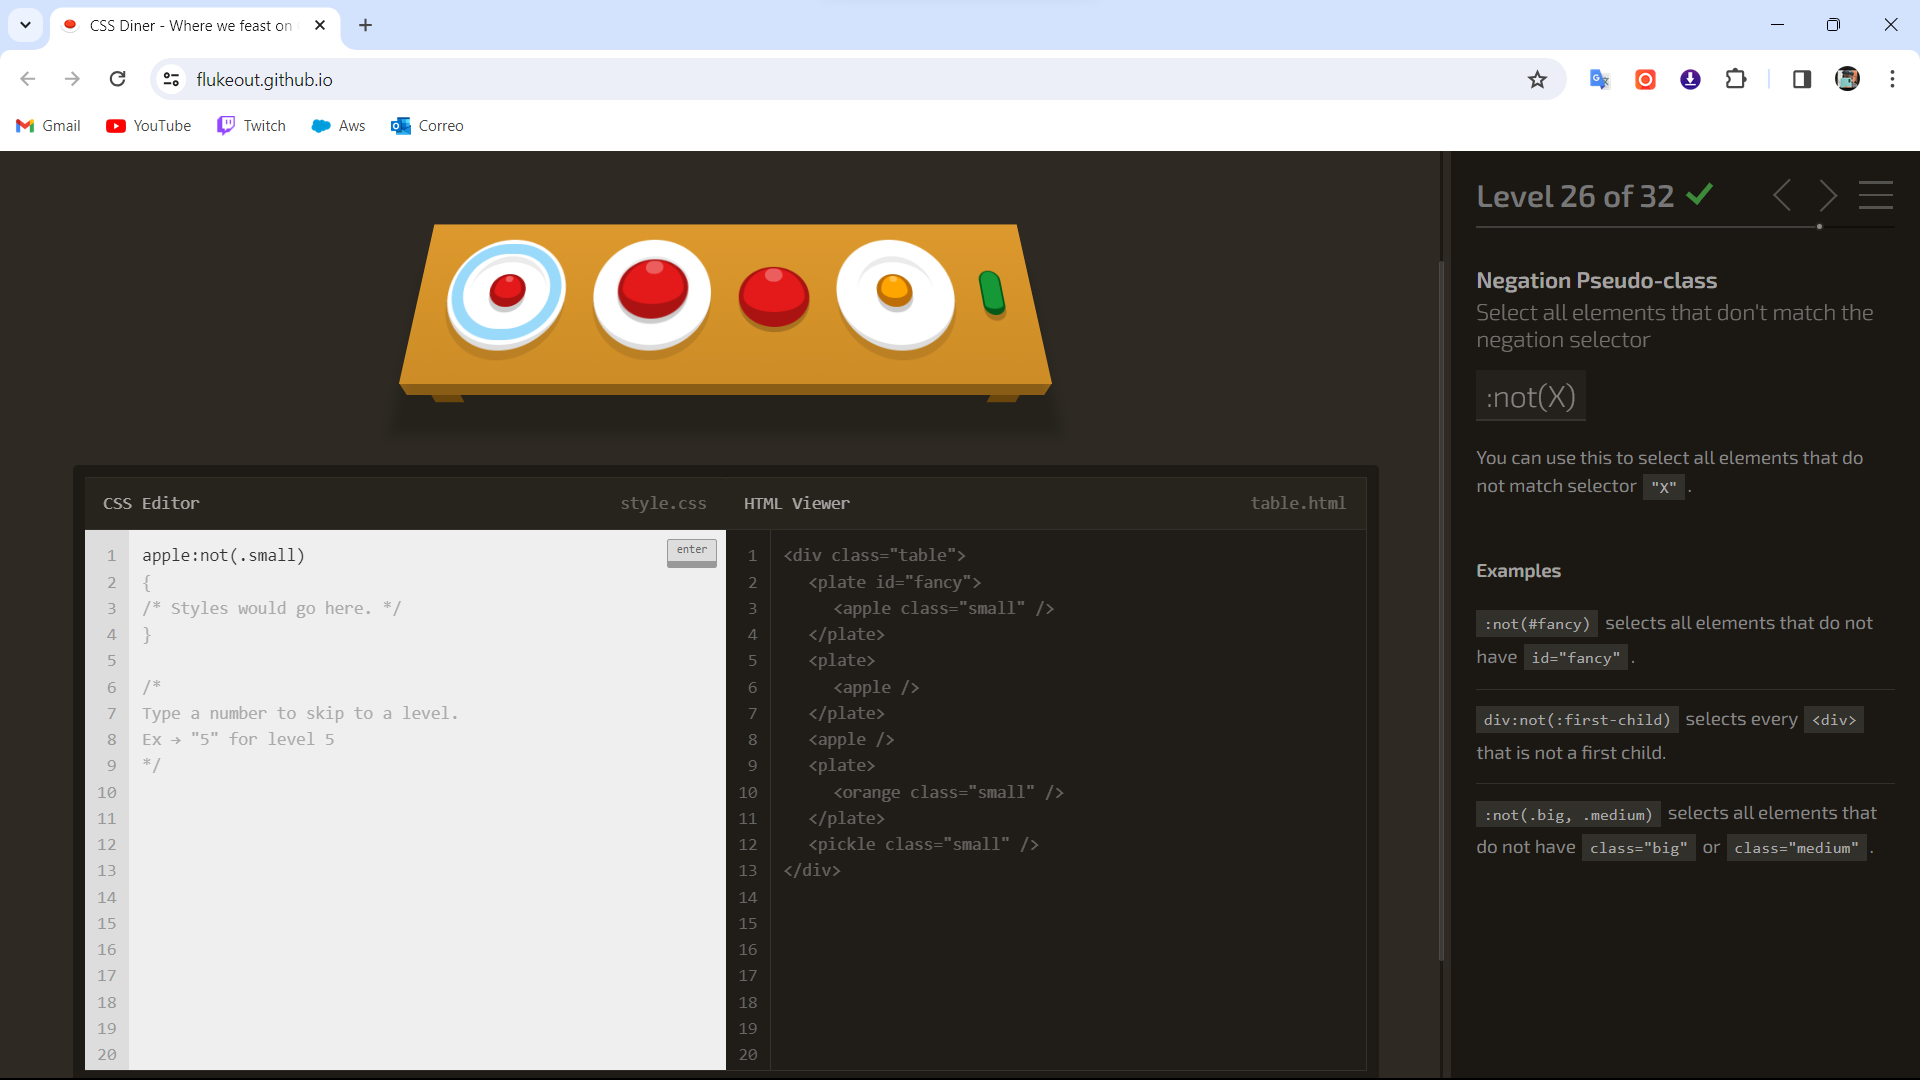 CSS Diner - Where we feast on
flukeout.github.io
Gmail
YouTube
Twitch
Aws
Correo
Level 26 of 32
Negation Pseudo-class
Select all elements that don't match the
negation selector
:not(X)
You can use this to select all elements that do
not match selector "X" .
Examples
:not(#fancy) selects all elements that do not
have id="fancy" .
div:not(:first-child) selects every <div>
that is not a first child.
:not(.big, .medium) selects all elements that
do not have class="big" or class="medium" .
CSS Editor
style.css
enter
1 apple:not(.small)
2 {
3 /* Styles would go here. */
4 }
5
6 /*
7 Type a number to skip to a level.
8 Ex → "5" for level 5
9 */
10
11
12
13
14
15
16
17
18
19
20
HTML Viewer
table.html
1 <div class="table">
2 <plate id="fancy">
3 <apple class="small" />
4 </plate>
5 <plate>
6 <apple />
7 </plate>
8 <apple />
9 <plate>
10 <orange class="small" />
11 </plate>
12 <pickle class="small" />
13 </div>
14
15
16
17
18
19
20